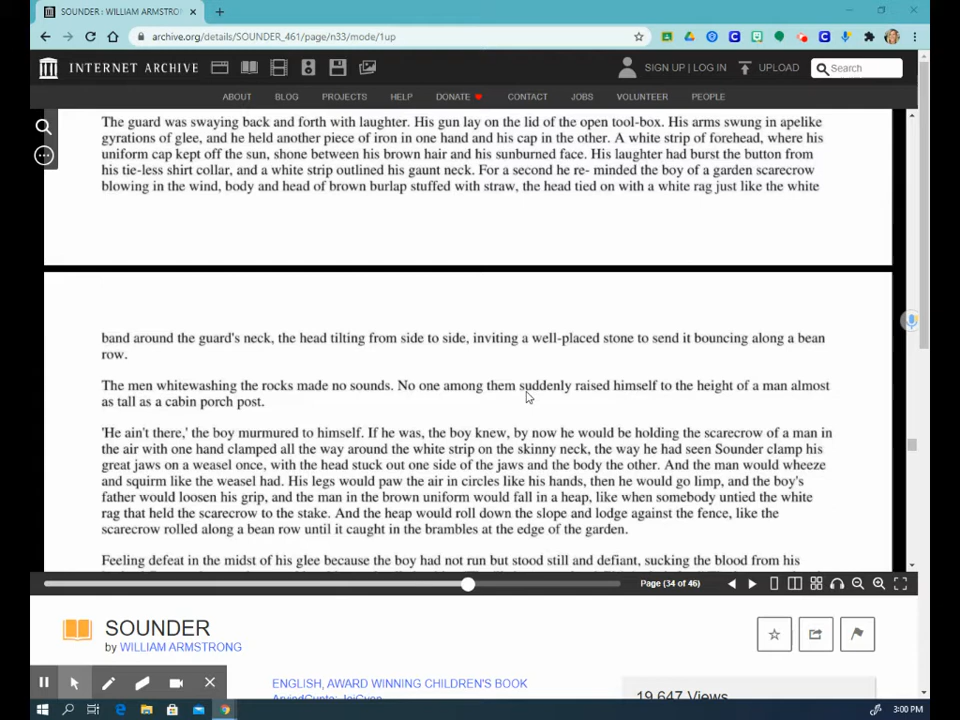 SOUNDER : WILLIAM ARMSTRO
archive.org/details/SOUNDER_461/page/n33/mode/1up
INTERNET ARCHIVE
SIGN UP | LOG IN
UPLOAD
Search
ABOUT
BLOG
PROJECTS
HELP
DONATE
CONTACT
JOBS
VOLUNTEER
PEOPLE
The guard was swaying back and forth with laughter. His gun lay on the lid of the open tool-box. His arms swung in apelike
gyrations of glee, and he held another piece of iron in one hand and his cap in the other. A white strip of forehead, where his
uniform cap kept off the sun, shone between his brown hair and his sunburned face. His laughter had burst the button from
his tie-less shirt collar, and a white strip outlined his gaunt neck. For a second he re- minded the boy of a garden scarecrow
blowing in the wind, body and head of brown burlap stuffed with straw, the head tied on with a white rag just like the white
band around the guard's neck, the head tilting from side to side, inviting a well-placed stone to send it bouncing along a bean
row.
The men whitewashing the rocks made no sounds. No one among them suddenly raised himself to the height of a man almost
as tall as a cabin porch post.
'He ain't there,' the boy murmured to himself. If he was, the boy knew, by now he would be holding the scarecrow of a man in
the air with one hand clamped all the way around the white strip on the skinny neck, the way he had seen Sounder clamp his
great jaws on a weasel once, with the head stuck out one side of the jaws and the body the other. And the man would wheeze
and squirm like the weasel had. His legs would paw the air in circles like his hands, then he would go limp, and the boy's
father would loosen his grip, and the man in the brown uniform would fall in a heap, like when somebody untied the white
rag that held the scarecrow to the stake. And the heap would roll down the slope and lodge against the fence, like the
scarecrow rolled along a bean row until it caught in the brambles at the edge of the garden.
Feeling defeat in the midst of his glee because the boy had not run but stood still and defiant, sucking the blood from his
Page (34 of 46)
SOUNDER
by WILLIAM ARMSTRONG
ENGLISH, AWARD WINNING CHILDREN'S BOOK
19,647 Views
3:00 PM